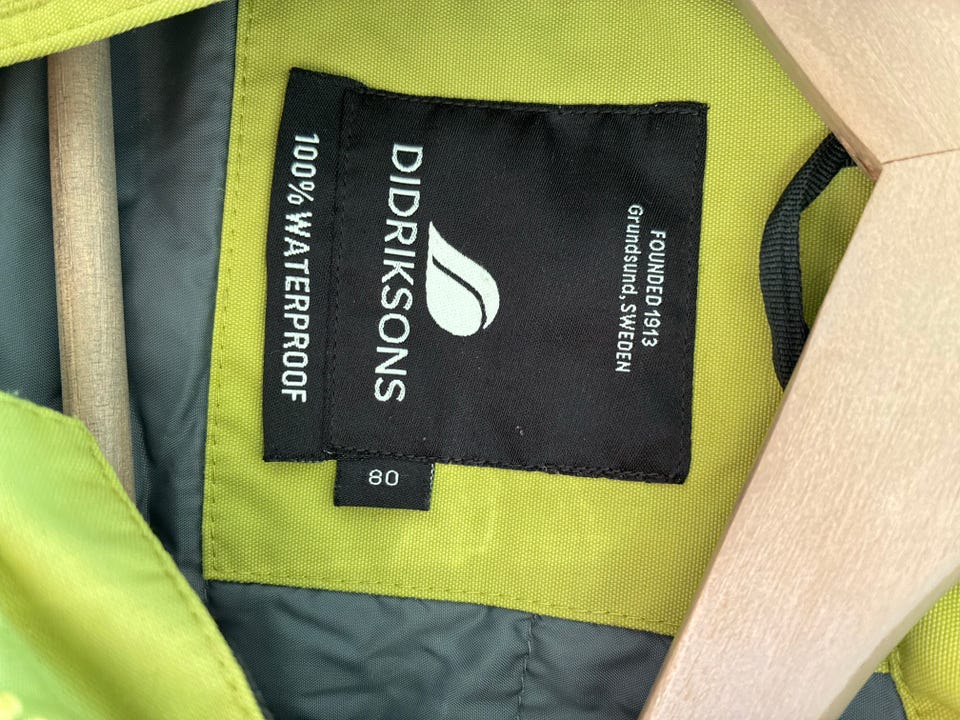 FOUNDED 1913
Grundsund, SWEDEN
DIDRIKSONS
100% WATERPROOF
80